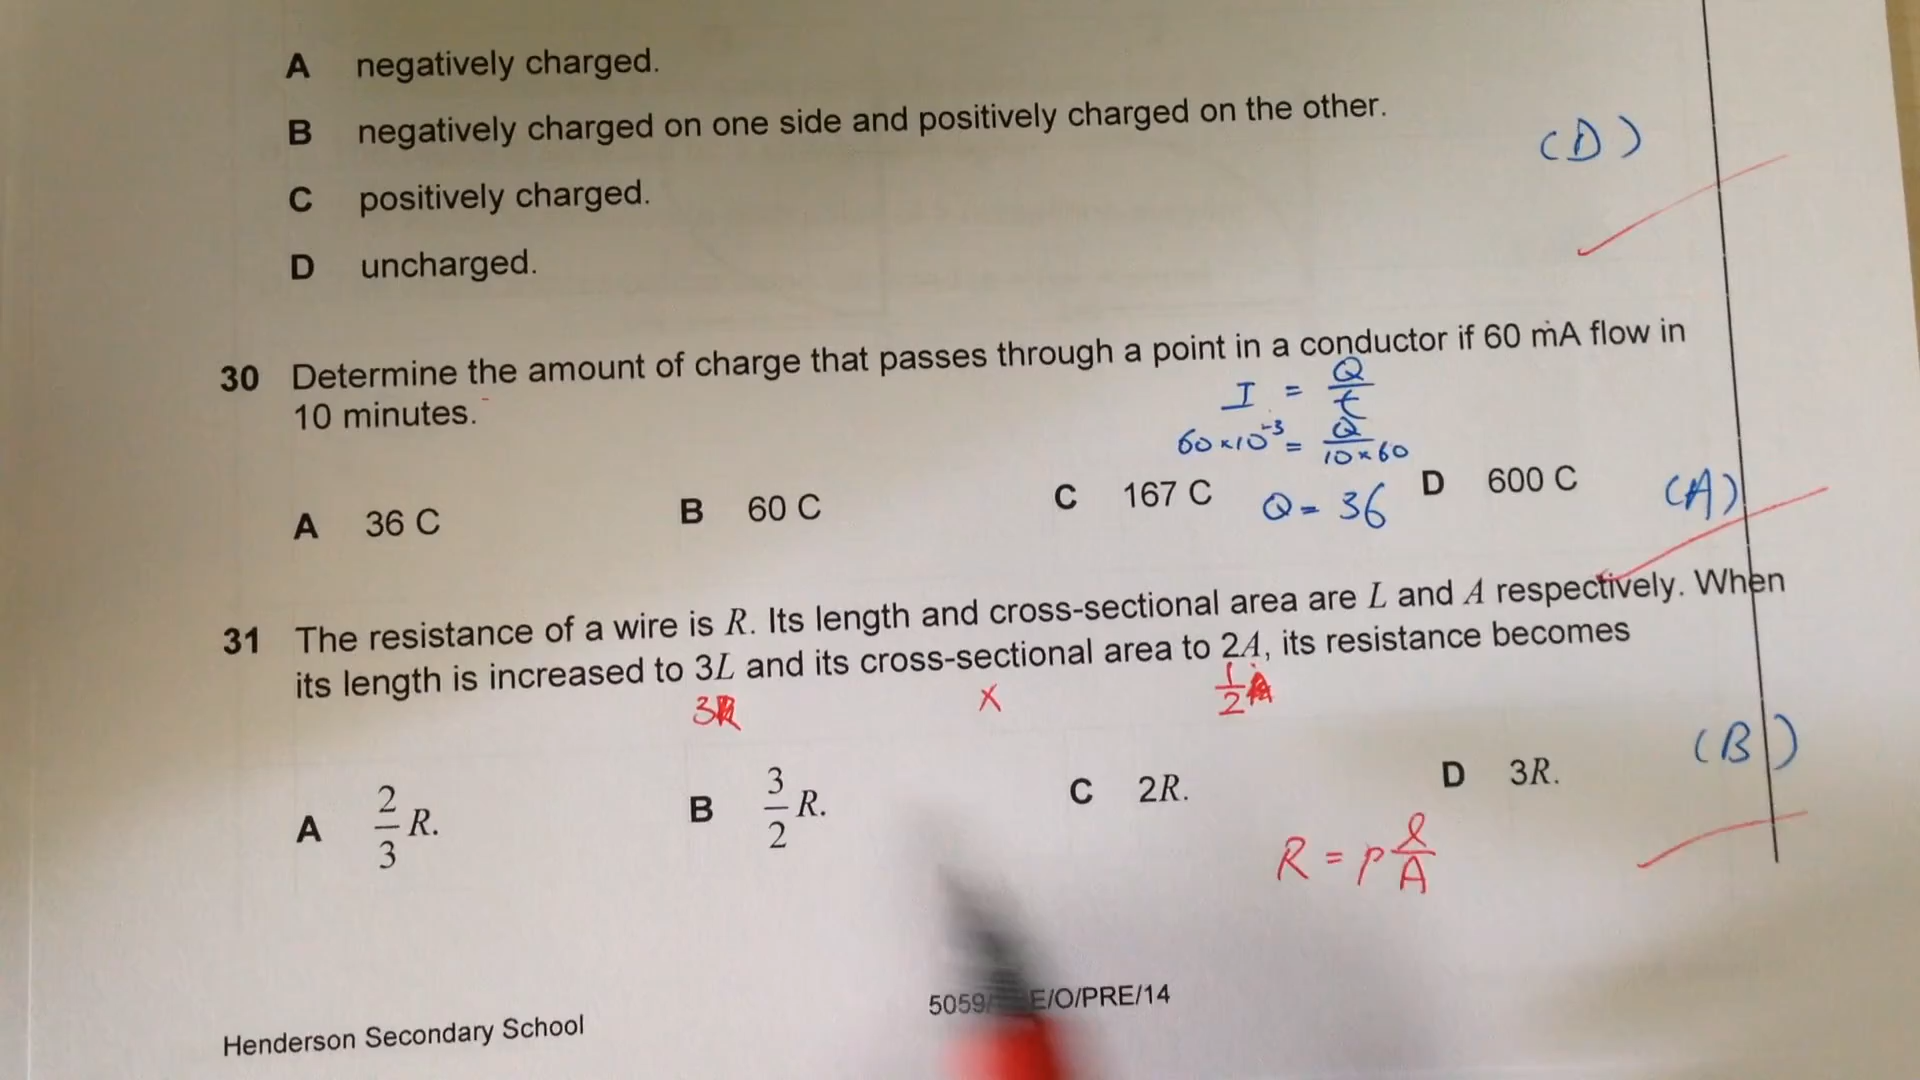 A negatively charged.
B negatively charged on one side and positively charged on the other.
(D)
C positively charged.
D uncharged.
30 Determine the amount of charge that passes through a point in a conductor if 60 mA flow in
10 minutes.
I = Q/t
60×10⁻³ = Q/10×60
A 36 C B 60 C C 167 C D 600 C
Q = 36
(A)
31 The resistance of a wire is R. Its length and cross-sectional area are L and A respectively. When
its length is increased to 3L and its cross-sectional area to 2A, its resistance becomes
3 × 1/2
(B)
A 2/3 R. B 3/2 R. C 2R. D 3R.
R = ρ l/A
5059/ E/O/PRE/14
Henderson Secondary School